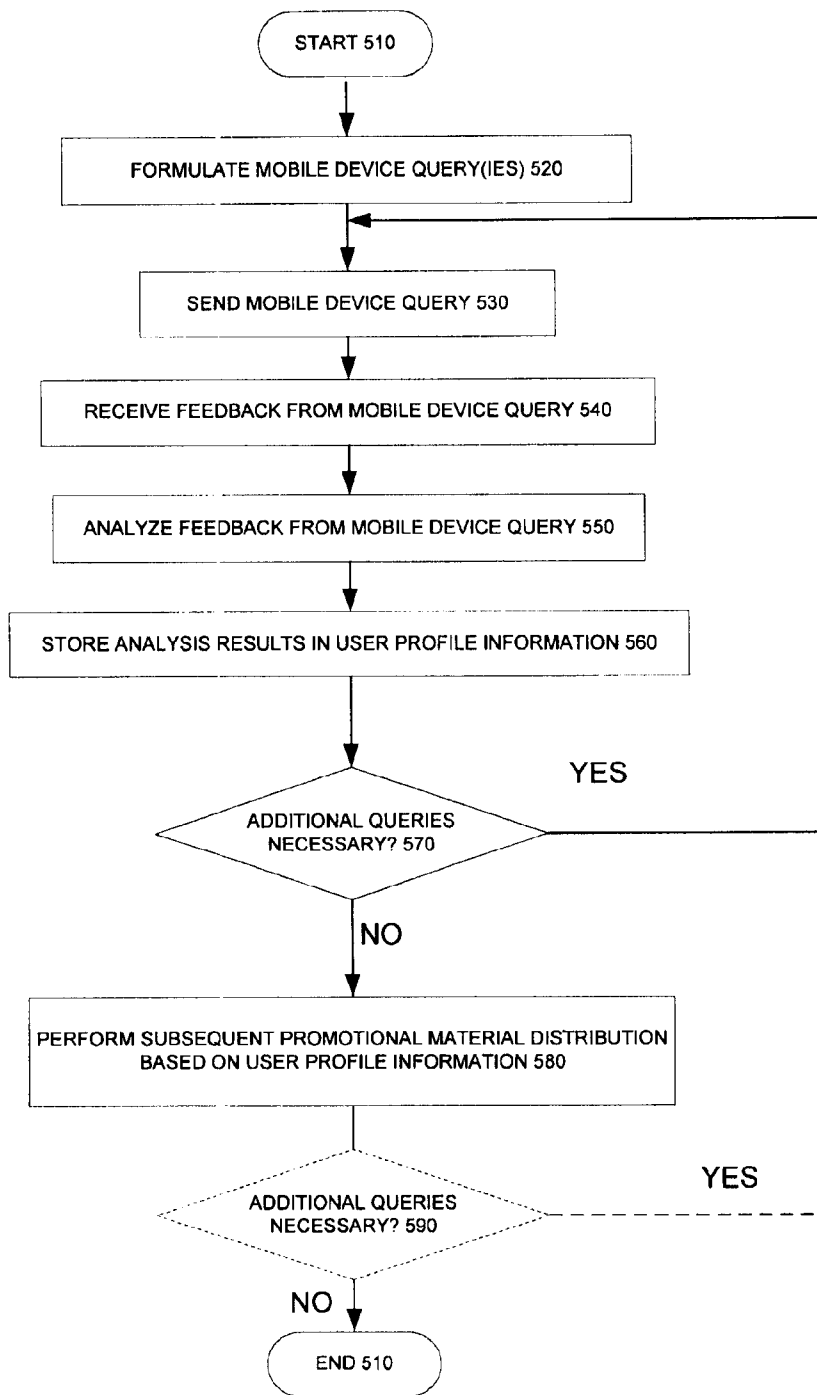 START 510
FORMULATE MOBILE DEVICE QUERY(IES) 520
SEND MOBILE DEVICE QUERY 530
RECEIVE FEEDBACK FROM MOBILE DEVICE QUERY 540
ANALYZE FEEDBACK FROM MOBILE DEVICE QUERY 550
STORE ANALYSIS RESULTS IN USER PROFILE INFORMATION 560
YES
ADDITIONAL QUERIES
NECESSARY? 570
NO
PERFORM SUBSEQUENT PROMOTIONAL MATERIAL DISTRIBUTION
BASED ON USER PROFILE INFORMATION 580
YES
ADDITIONAL QUERIES
NECESSARY? 590
NO
END 510